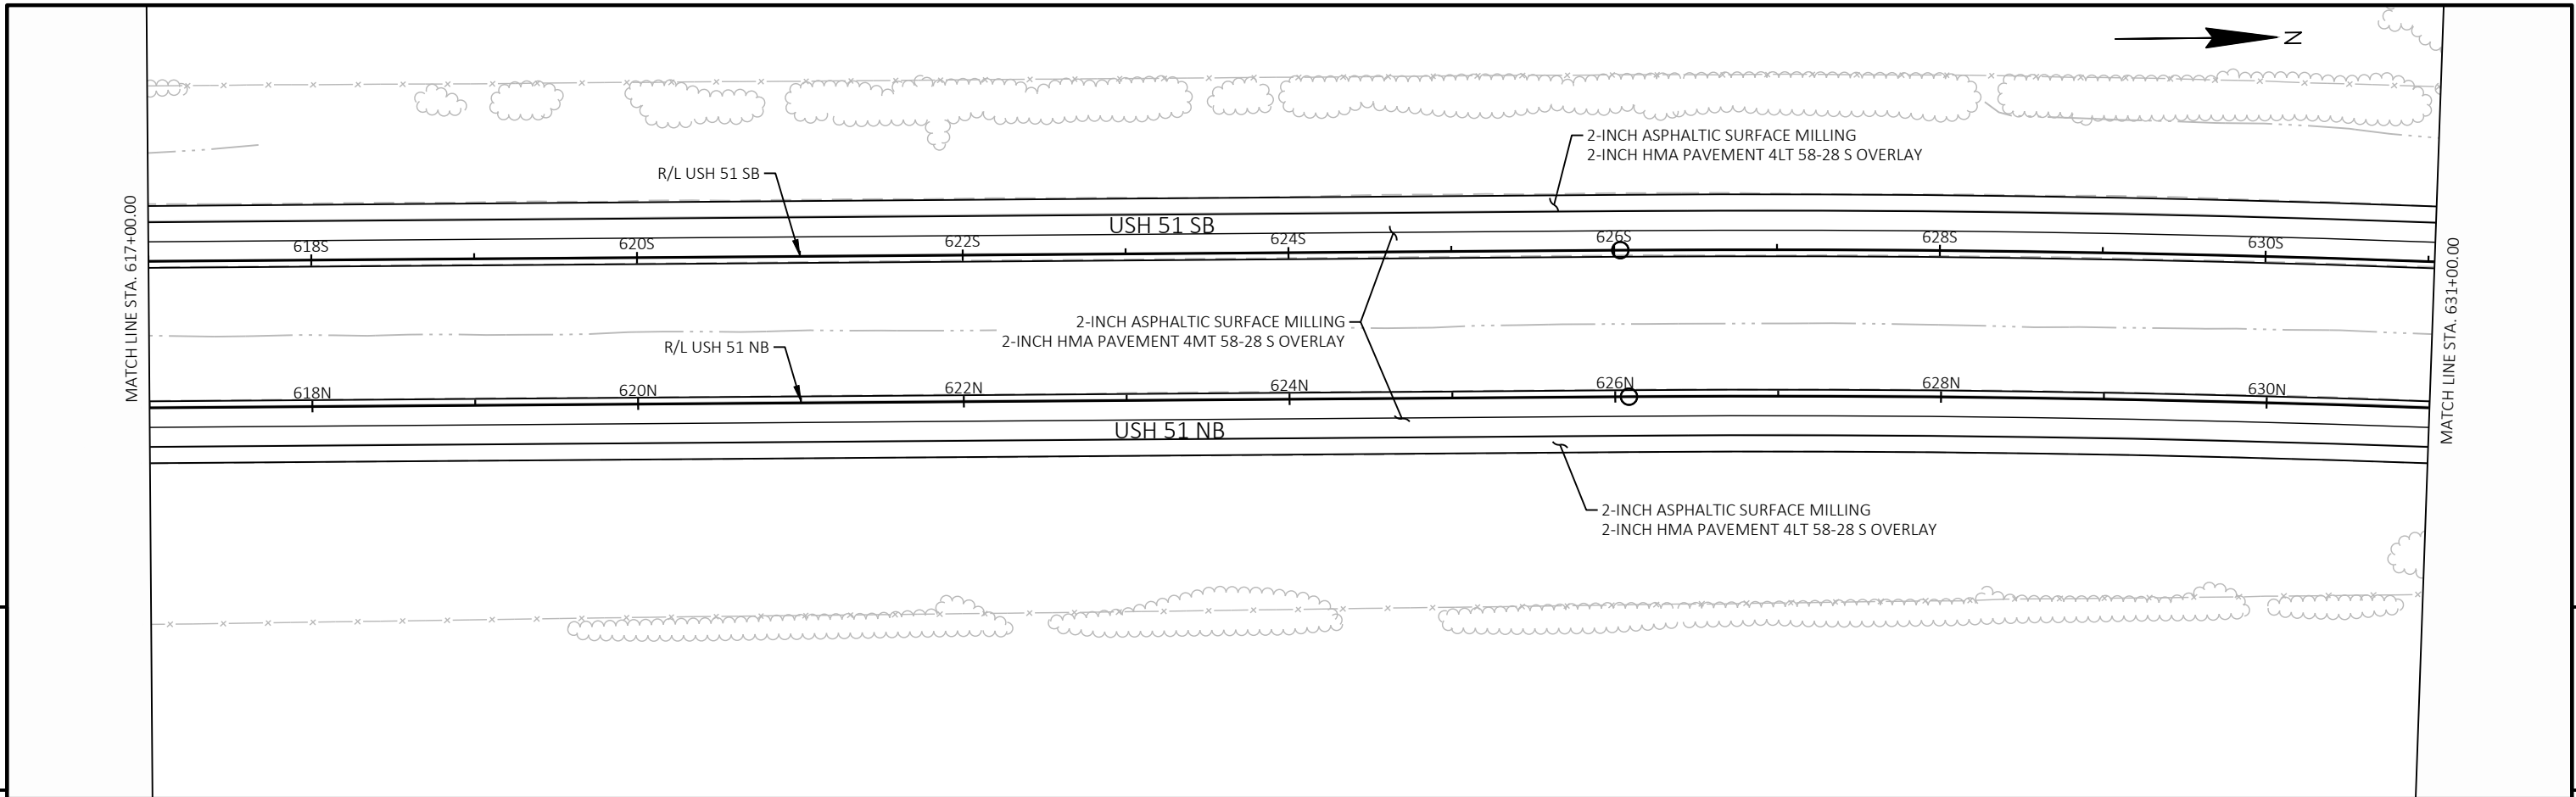 N
2-INCH ASPHALTIC SURFACE MILLING
2-INCH HMA PAVEMENT 4LT 58-28 S OVERLAY
R/L USH 51 SB
USH 51 SB
618S
620S
622S
624S
626S
628S
630S
MATCH LINE STA. 617+00.00
MATCH LINE STA. 631+00.00
2-INCH ASPHALTIC SURFACE MILLING
2-INCH HMA PAVEMENT 4MT 58-28 S OVERLAY
R/L USH 51 NB
618N
620N
622N
624N
626N
628N
630N
USH 51 NB
2-INCH ASPHALTIC SURFACE MILLING
2-INCH HMA PAVEMENT 4LT 58-28 S OVERLAY